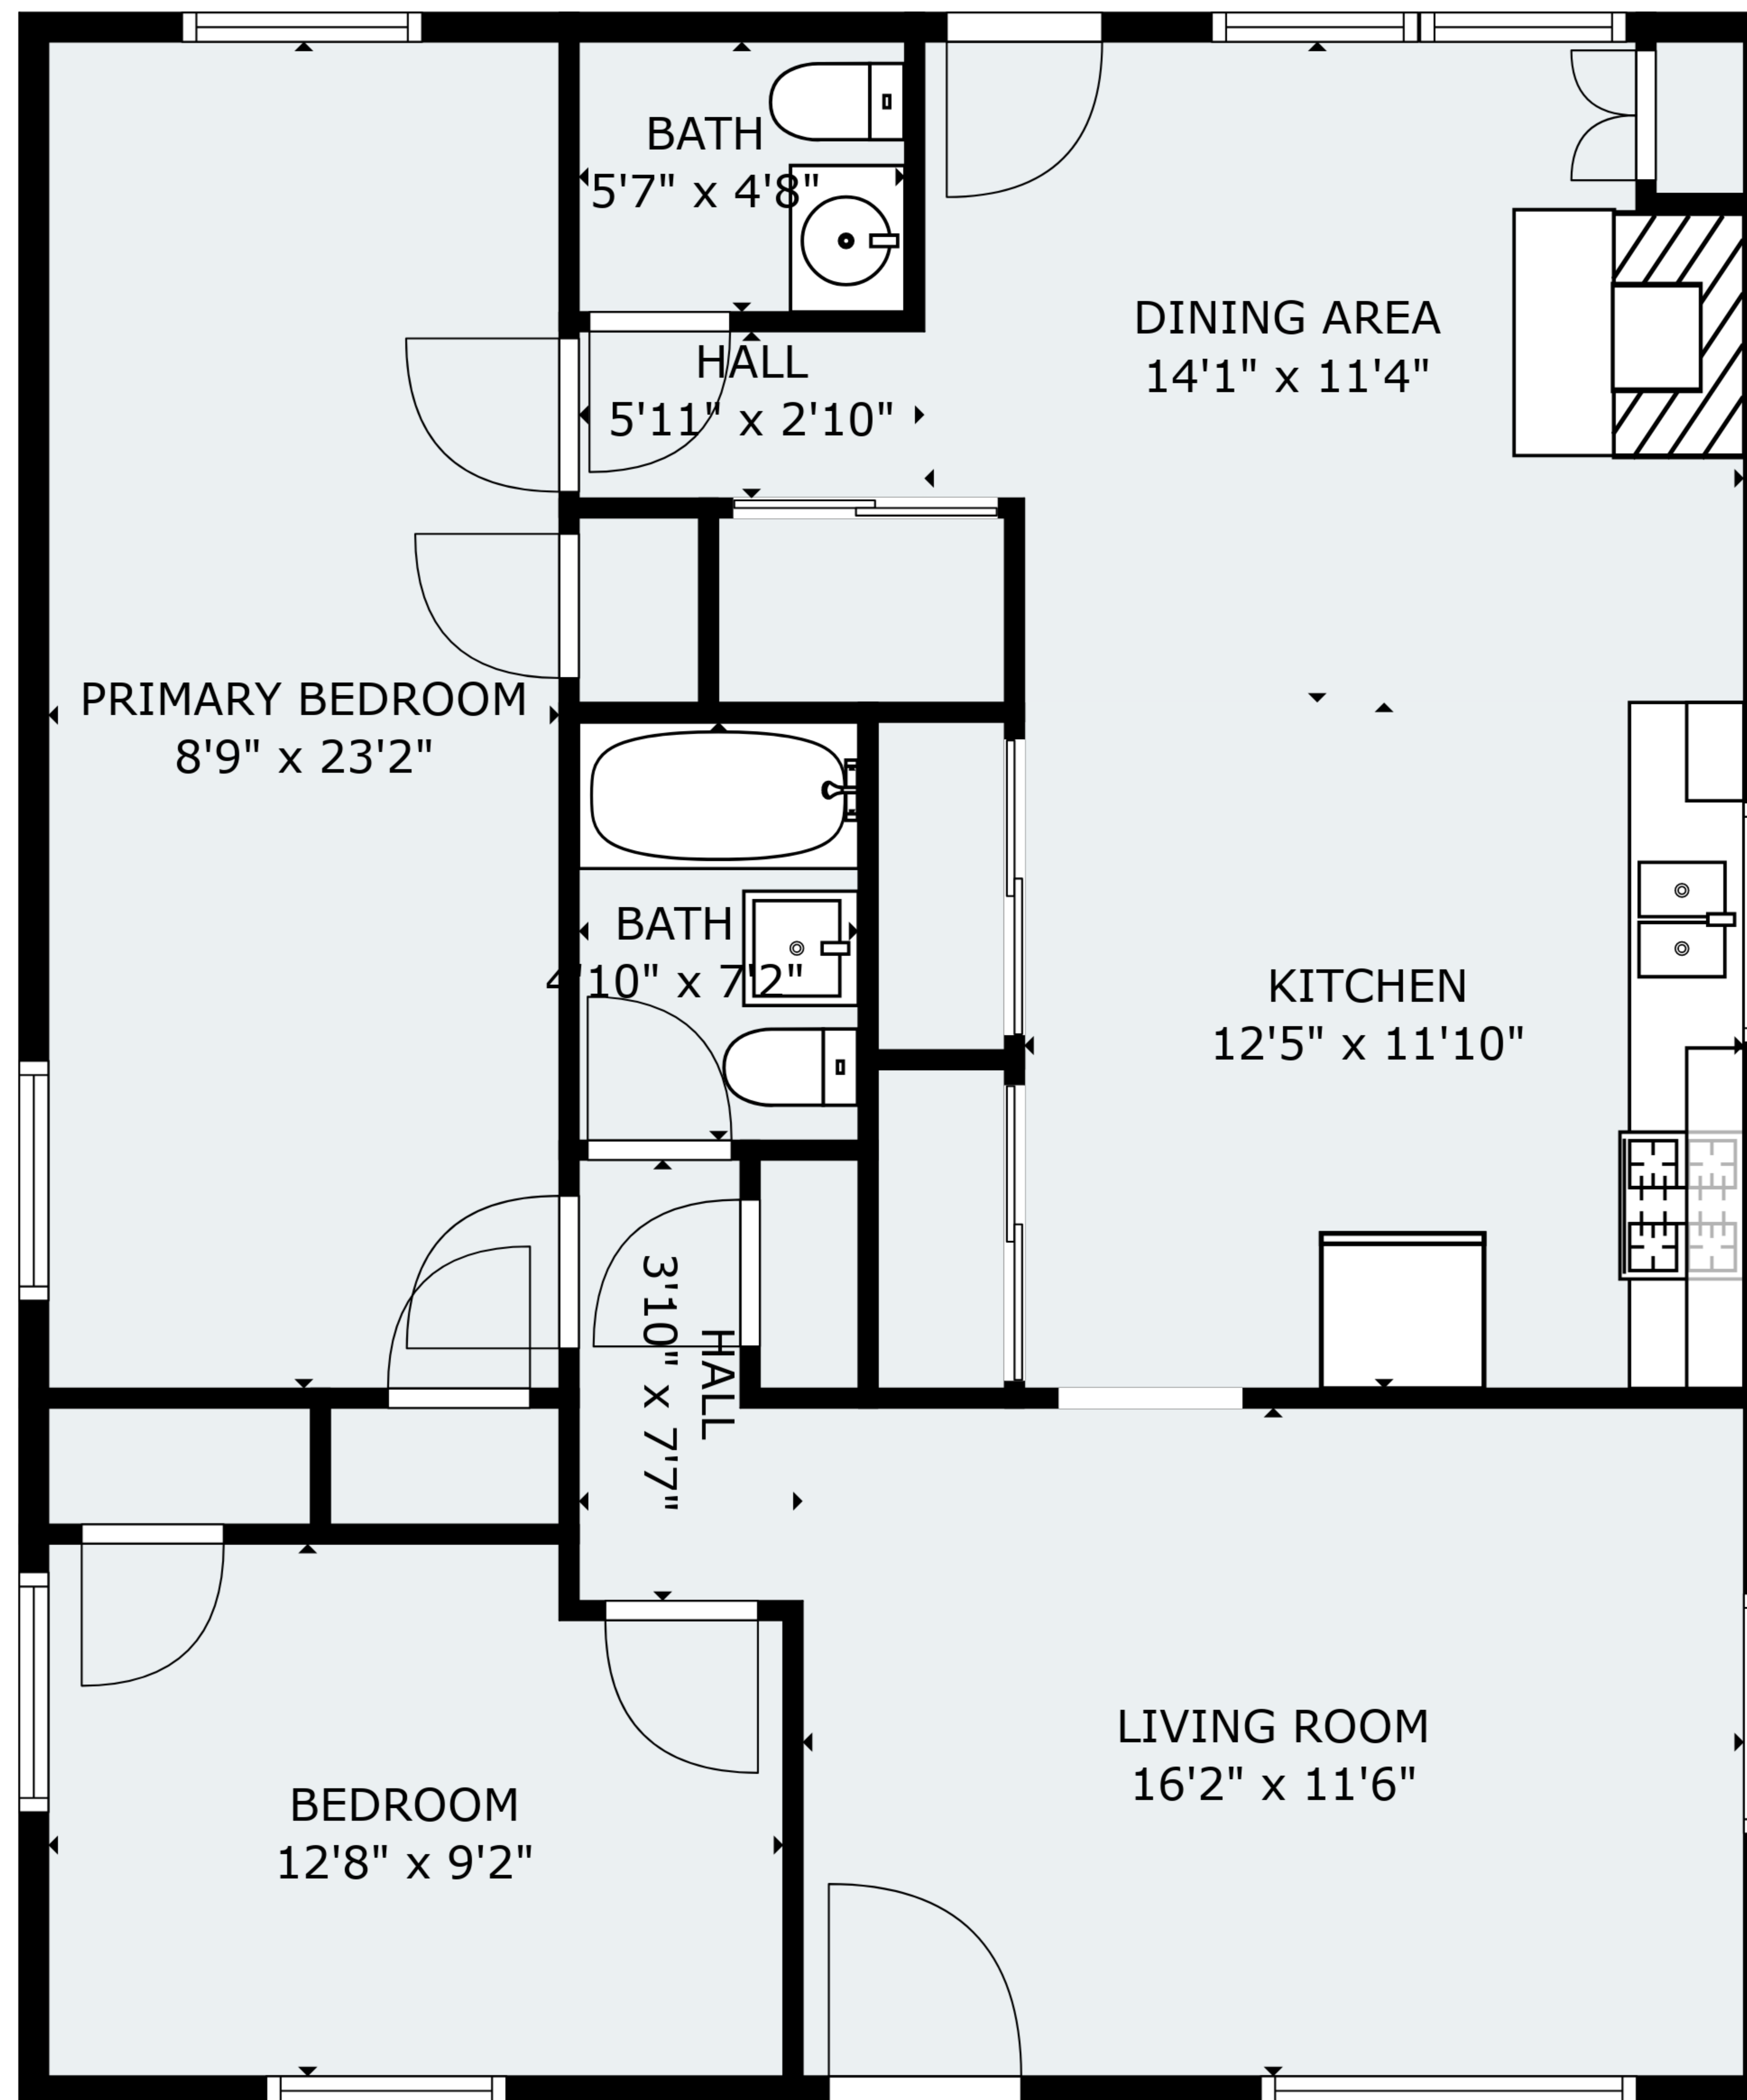 BATH
5'7" x 4'8"
HALL
5'11" x 2'10"
DINING AREA
14'1" x 11'4"
PRIMARY BEDROOM
8'9" x 23'2"
BATH
4'10" x 7'2"
KITCHEN
12'5" x 11'10"
HALL
3'10" x 7'7"
LIVING ROOM
16'2" x 11'6"
BEDROOM
12'8" x 9'2"